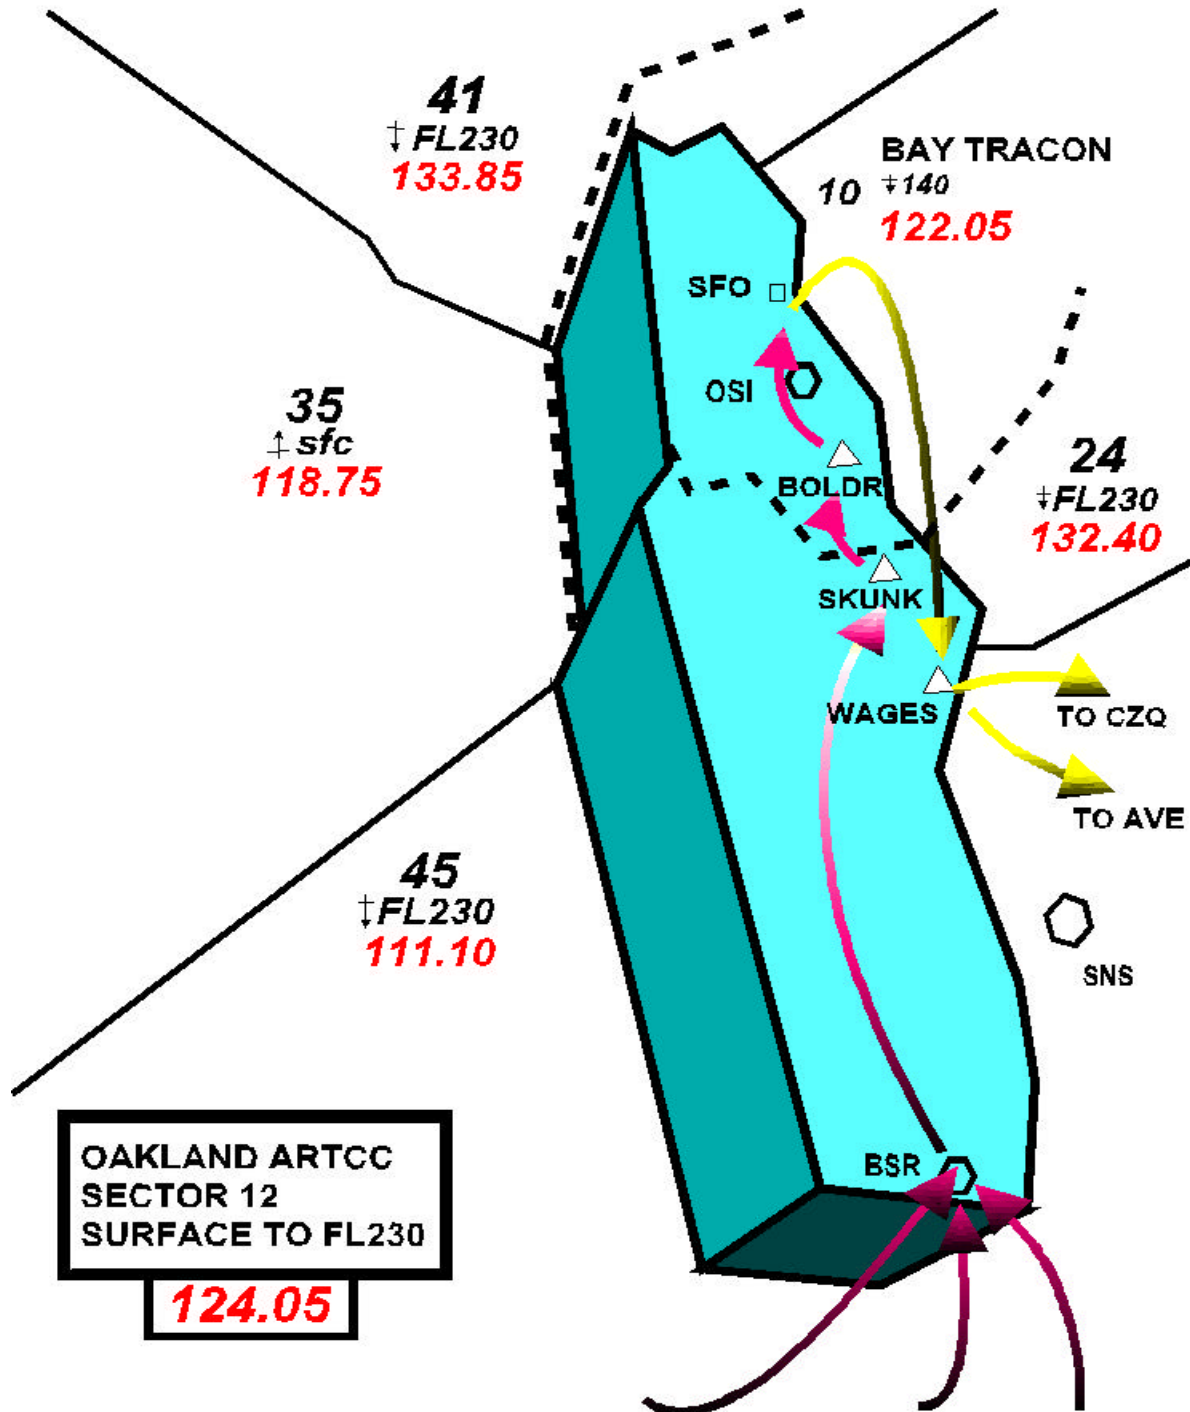 41
↓ FL230
133.85
BAY TRACON
10 ↓140
122.05
SFO
OSI
35
↑ sfc
118.75
24
↓FL230
132.40
BOLDR
SKUNK
WAGES
TO CZQ
TO AVE
45
↓FL230
111.10
SNS
BSR
OAKLAND ARTCC
SECTOR 12
SURFACE TO FL230
124.05